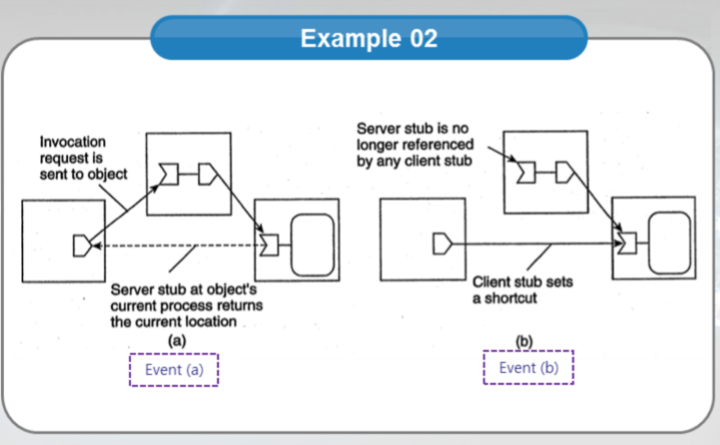 Example 02
Invocation
request is
sent to object
Server stub at object's
current process returns
the current location
(a)
Event (a)
Server stub is no
longer referenced
by any client stub
Client stub sets
a shortcut
(b)
Event (b)